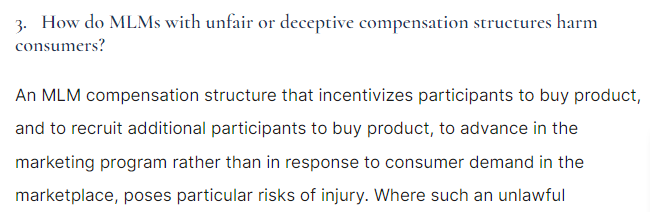 3. How do MLMs with unfair or deceptive compensation structures harm
consumers?
An MLM compensation structure that incentivizes participants to buy product,
and to recruit additional participants to buy product, to advance in the
marketing program rather than in response to consumer demand in the
marketplace, poses particular risks of injury. Where such an unlawful